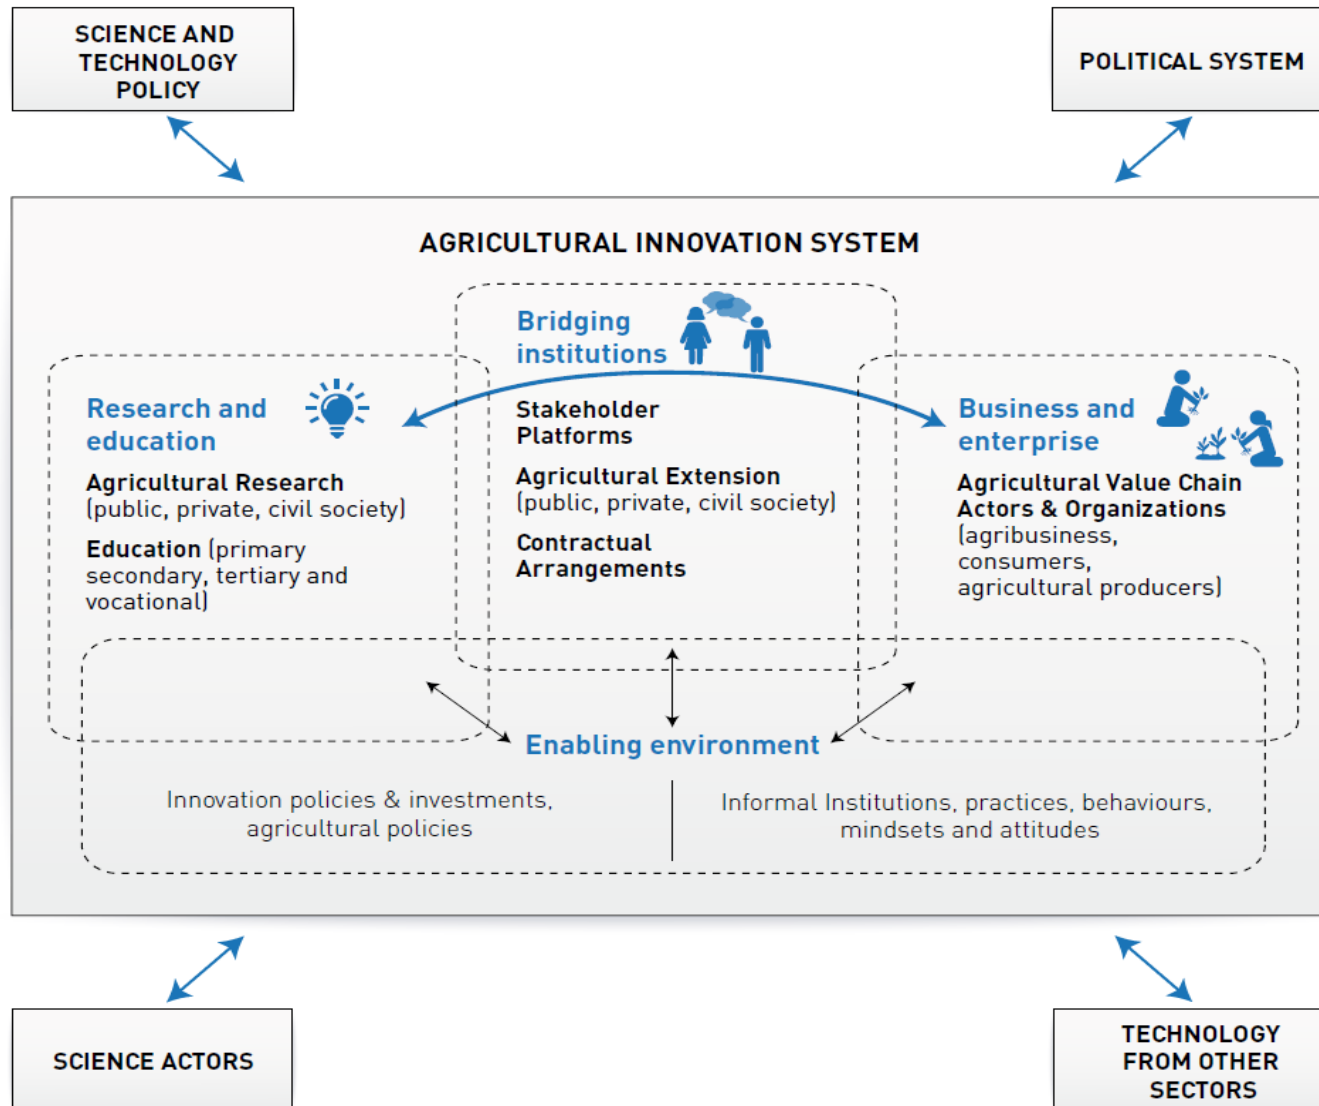 SCIENCE AND
TECHNOLOGY
POLICY
POLITICAL SYSTEM
AGRICULTURAL INNOVATION SYSTEM
Bridging
institutions
Stakeholder
Platforms
Agricultural Extension
(public, private, civil society)
Contractual
Arrangements
Research and
education
Agricultural Research
(public, private, civil society)
Education (primary
secondary, tertiary and
vocational)
Business and
enterprise
Agricultural Value Chain
Actors & Organizations
(agribusiness,
consumers,
agricultural producers)
Enabling environment
Innovation policies & investments,
agricultural policies
Informal Institutions, practices, behaviours,
mindsets and attitudes
SCIENCE ACTORS
TECHNOLOGY
FROM OTHER
SECTORS